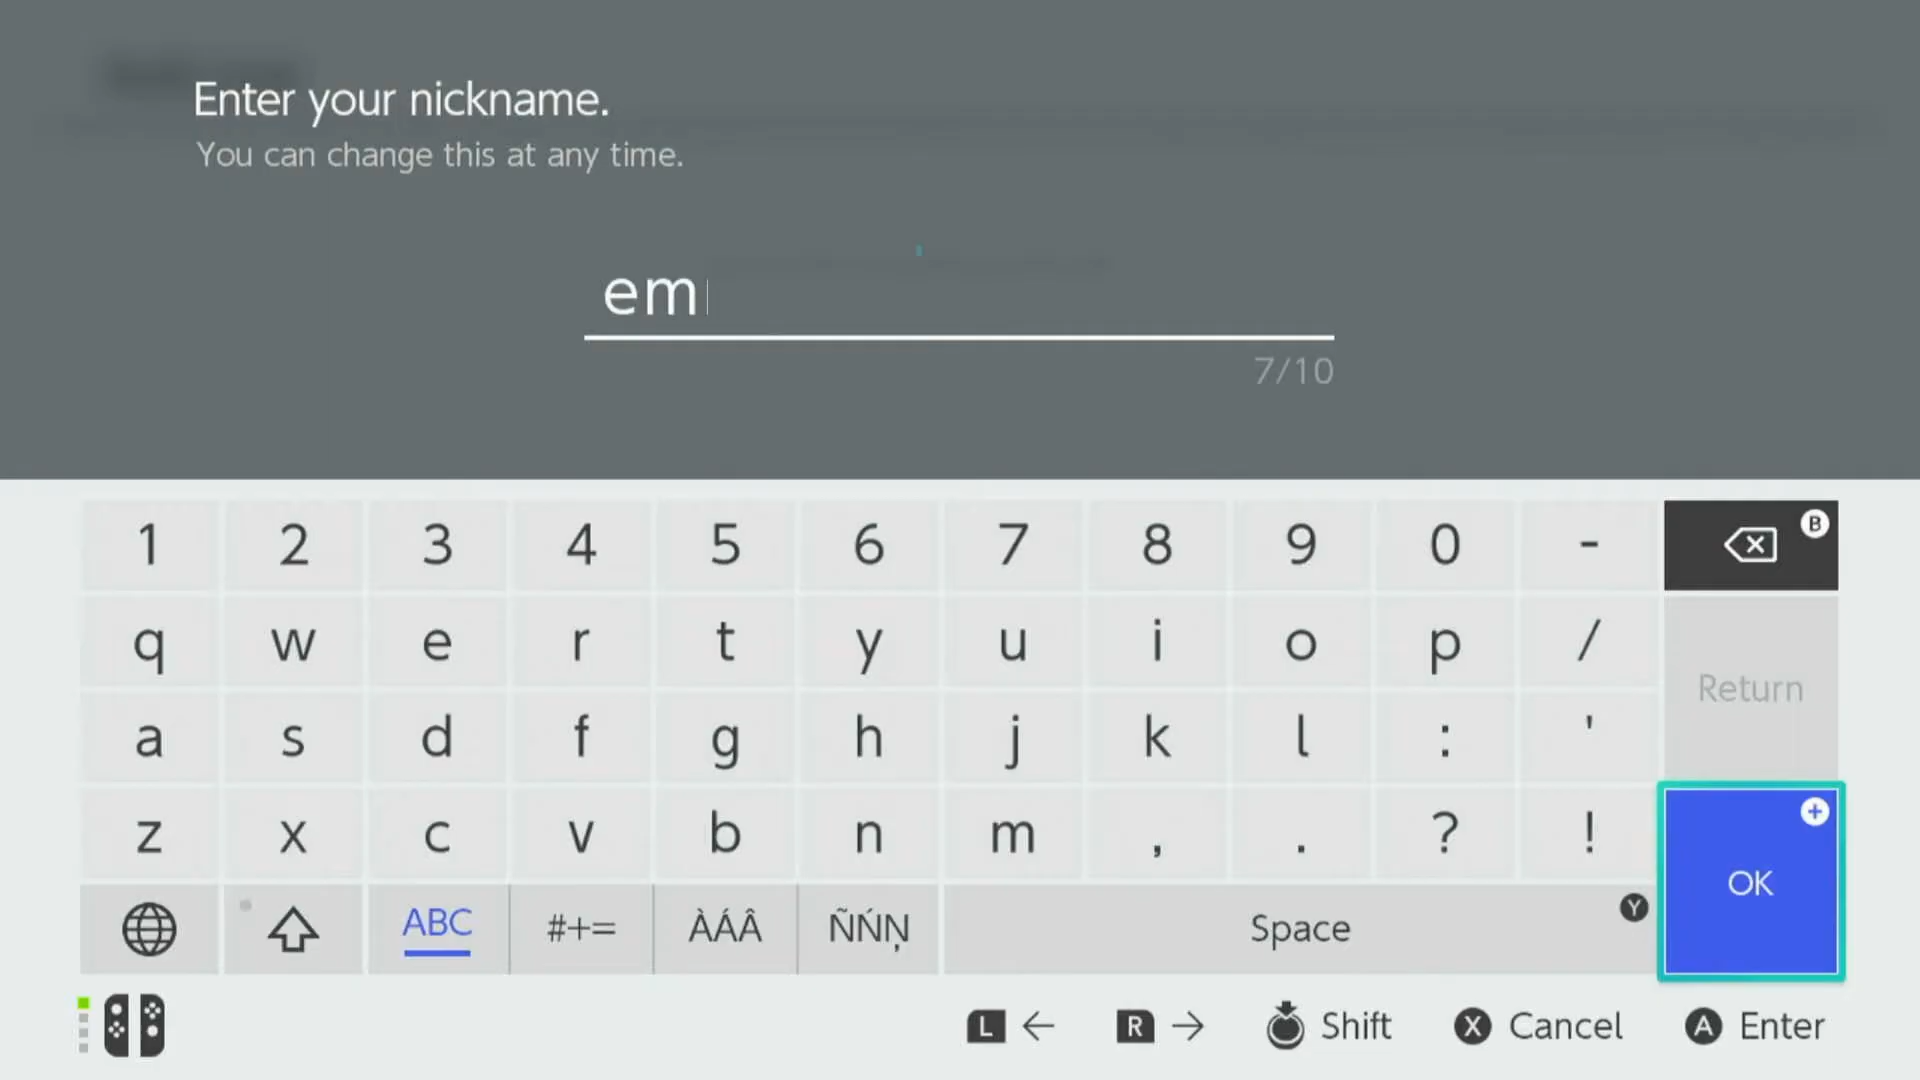 Enter your nickname.
You can change this at any time.
em
7/10
1 2 3 4 5 6 7 8 9 0 - B
q w e r t y u i o p / Return
a s d f g h j k l : '
z x c v b n m , . ? ! + OK
ABC #+= ÀÁÂ ÑŃŅ Space Y
L ← R → Shift X Cancel A Enter